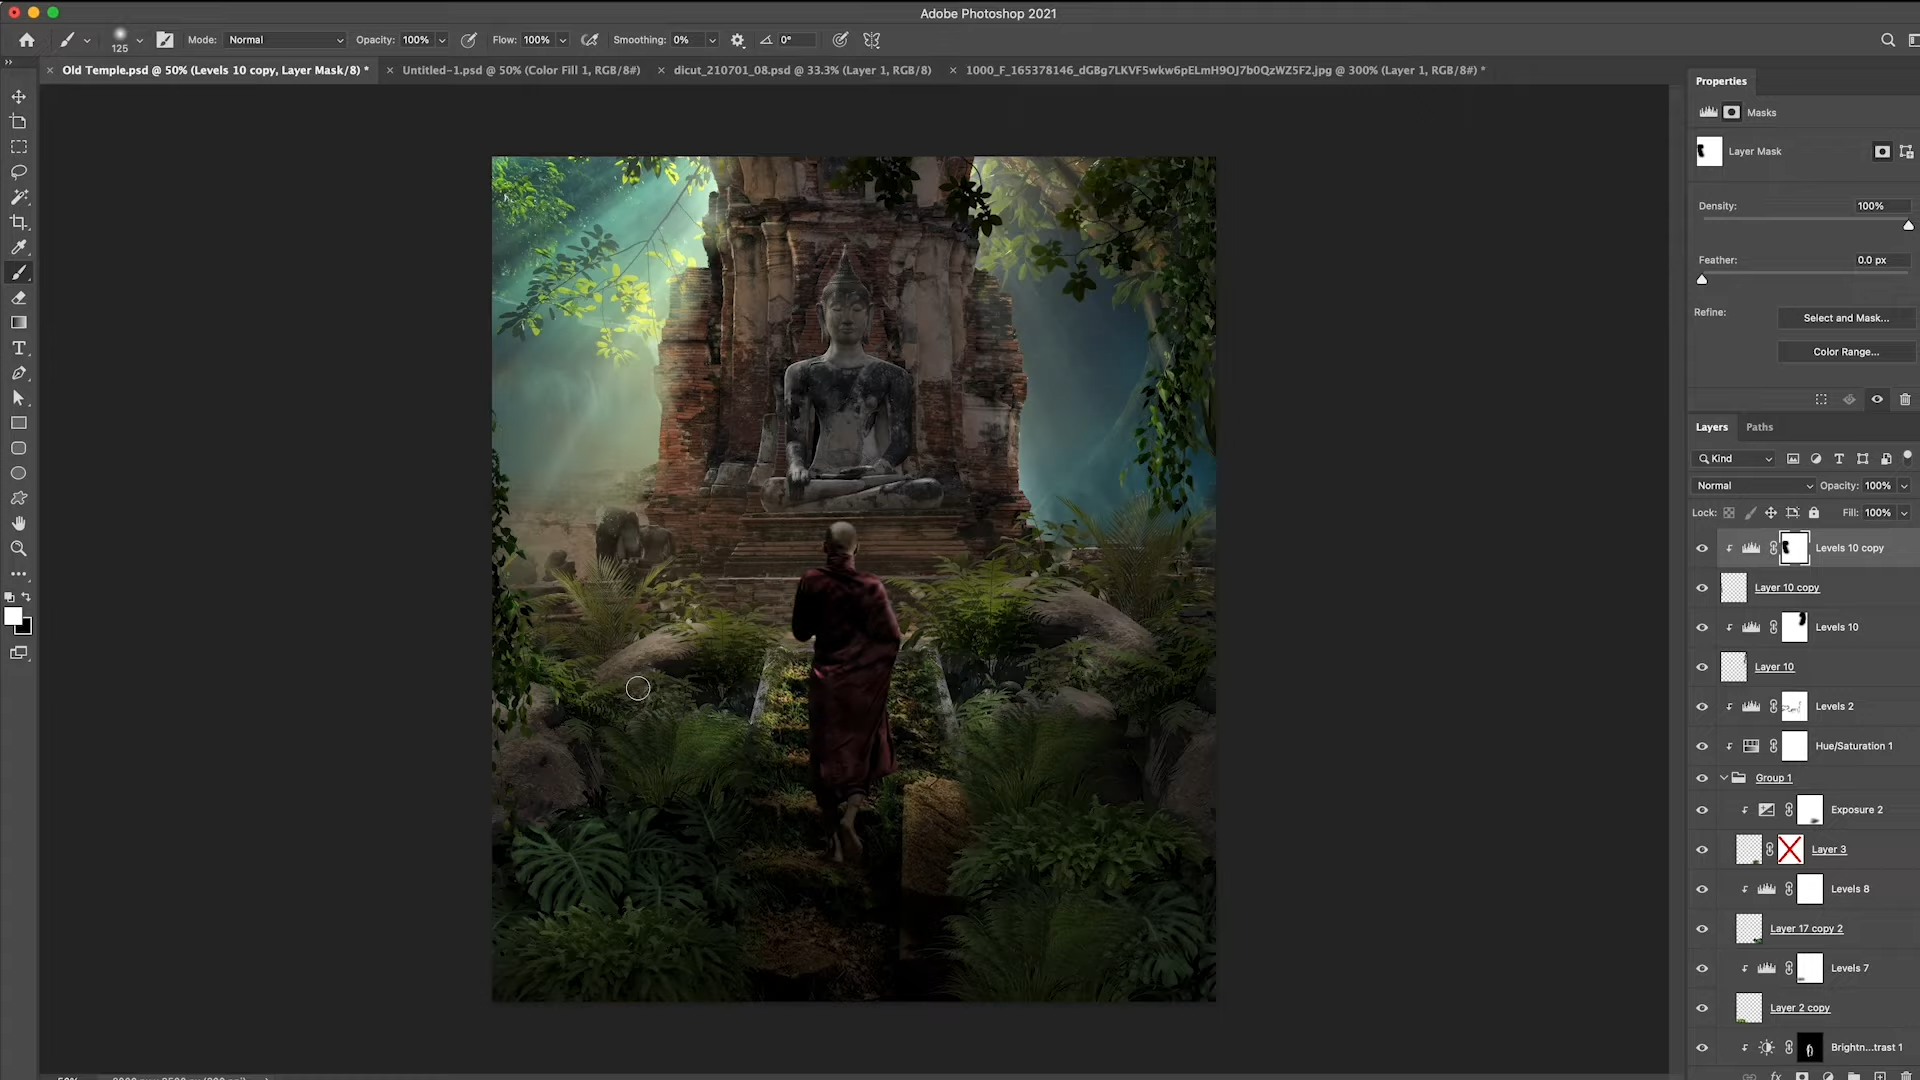 Adobe Photoshop 2021
125
Mode: Normal
Opacity: 100%
Flow: 100%
Smoothing: 0%
0°
× Old Temple.psd @ 50% (Levels 10 copy, Layer Mask/8) *
× Untitled-1.psd @ 50% (Color Fill 1, RGB/8#)
× dicut_210701_08.psd @ 33.3% (Layer 1, RGB/8)
× 1000_F_165378146_dGBg7LKVF5wkw6pELmH9OJ7b0QzWZ5F2.jpg @ 300% (Layer 1, RGB/8#) *
Properties
Masks
Layer Mask
Density: 100%
Feather: 0.0 px
Refine:
Select and Mask...
Color Range...
Layers Paths
Kind
Normal Opacity: 100%
Lock: Fill: 100%
Levels 10 copy
Layer 10 copy
Levels 10
Layer 10
Levels 2
Hue/Saturation 1
Group 1
Exposure 2
Layer 3
Levels 8
Layer 17 copy 2
Levels 7
Layer 2 copy
Brightn...trast 1
fx